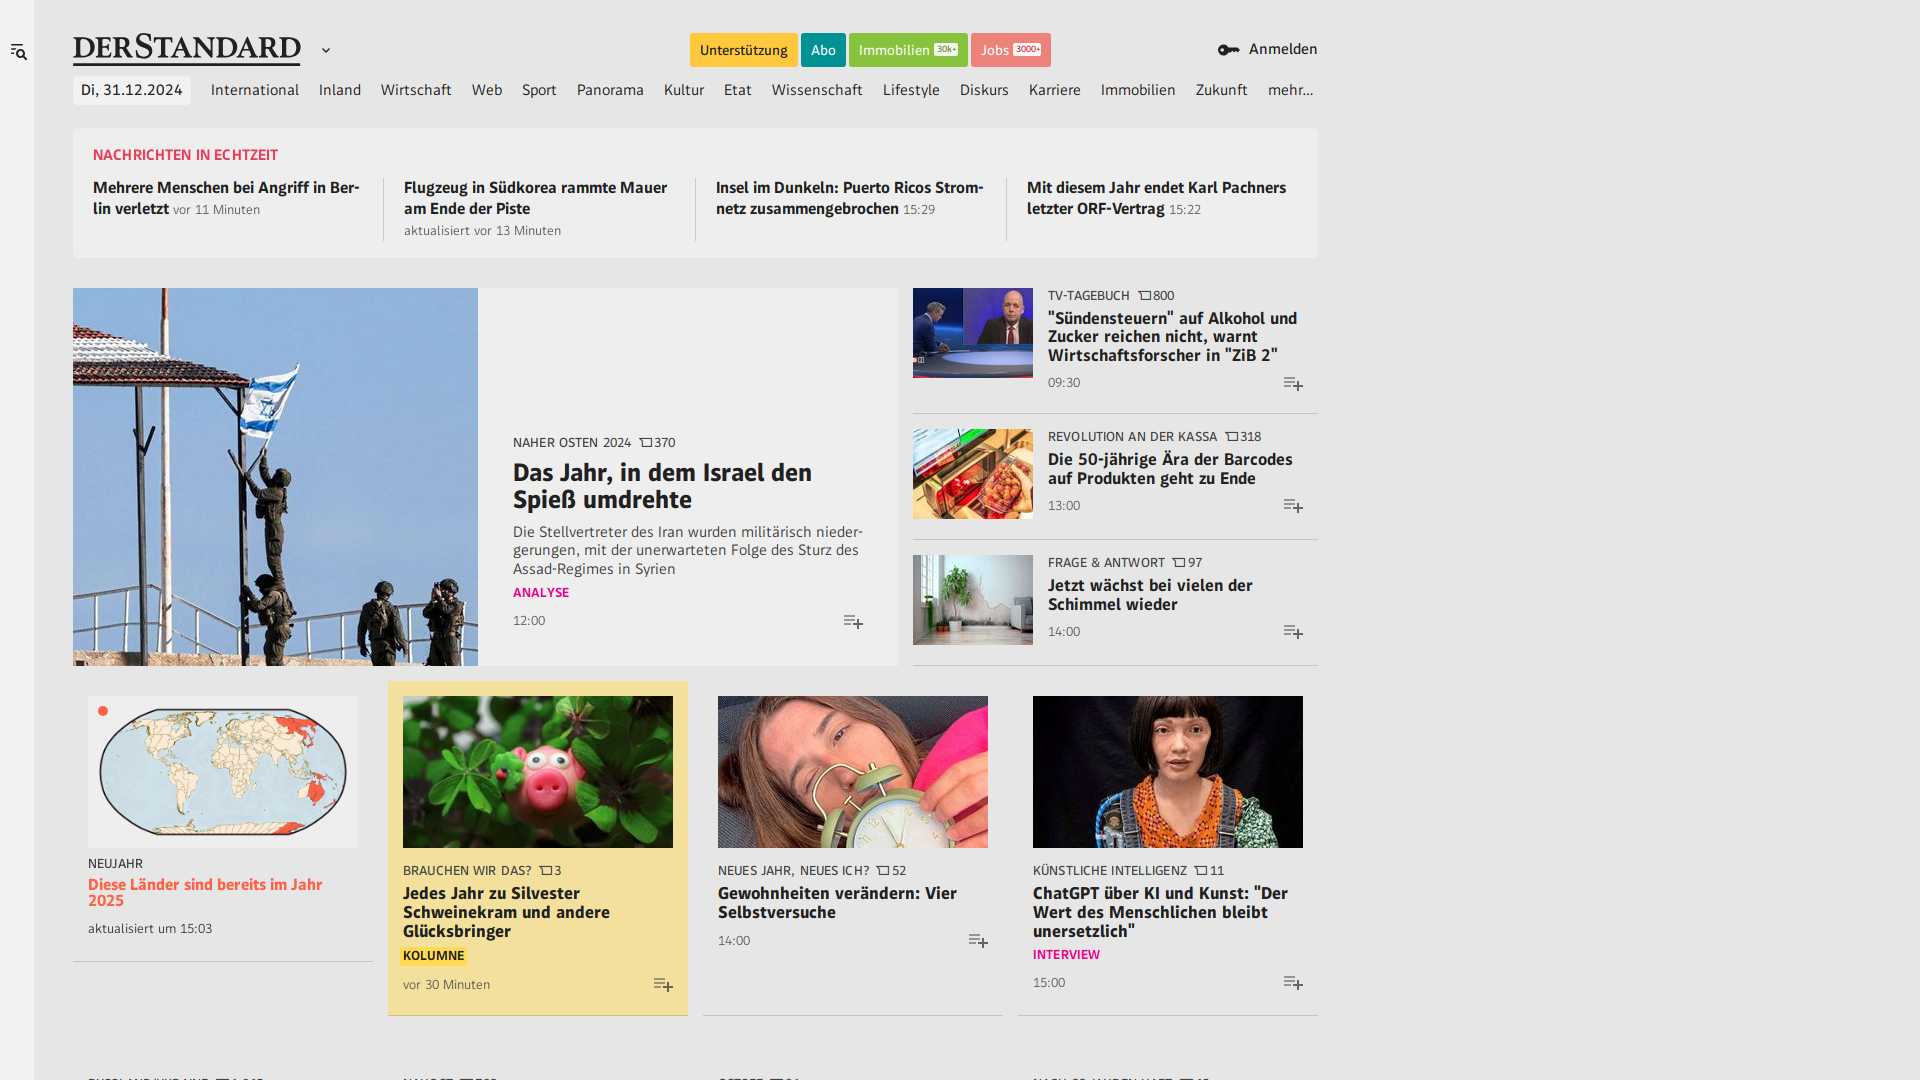 DERSTANDARD
Unterstützung Abo Immobilien 30k+ Jobs 3000+
Anmelden
Di, 31.12.2024 International Inland Wirtschaft Web Sport Panorama Kultur Etat Wissenschaft Lifestyle Diskurs Karriere Immobilien Zukunft mehr...
NACHRICHTEN IN ECHTZEIT
Mehrere Menschen bei Angriff in Ber-
lin verletzt vor 11 Minuten
Flugzeug in Südkorea rammte Mauer
am Ende der Piste
aktualisiert vor 13 Minuten
Insel im Dunkeln: Puerto Ricos Strom-
netz zusammengebrochen 15:29
Mit diesem Jahr endet Karl Pachners
letzter ORF-Vertrag 15:22
NAHER OSTEN 2024 370
Das Jahr, in dem Israel den
Spieß umdrehte
Die Stellvertreter des Iran wurden militärisch nieder-
gerungen, mit der unerwarteten Folge des Sturz des
Assad-Regimes in Syrien
ANALYSE
12:00
TV-TAGEBUCH 800
"Sündensteuern" auf Alkohol und
Zucker reichen nicht, warnt
Wirtschaftsforscher in "ZiB 2"
09:30
REVOLUTION AN DER KASSA 318
Die 50-jährige Ära der Barcodes
auf Produkten geht zu Ende
13:00
FRAGE & ANTWORT 97
Jetzt wächst bei vielen der
Schimmel wieder
14:00
NEUJAHR
Diese Länder sind bereits im Jahr
2025
aktualisiert um 15:03
BRAUCHEN WIR DAS? 3
Jedes Jahr zu Silvester
Schweinekram und andere
Glücksbringer
KOLUMNE
vor 30 Minuten
NEUES JAHR, NEUES ICH? 52
Gewohnheiten verändern: Vier
Selbstversuche
14:00
KÜNSTLICHE INTELLIGENZ 11
ChatGPT über KI und Kunst: "Der
Wert des Menschlichen bleibt
unersetzlich"
INTERVIEW
15:00